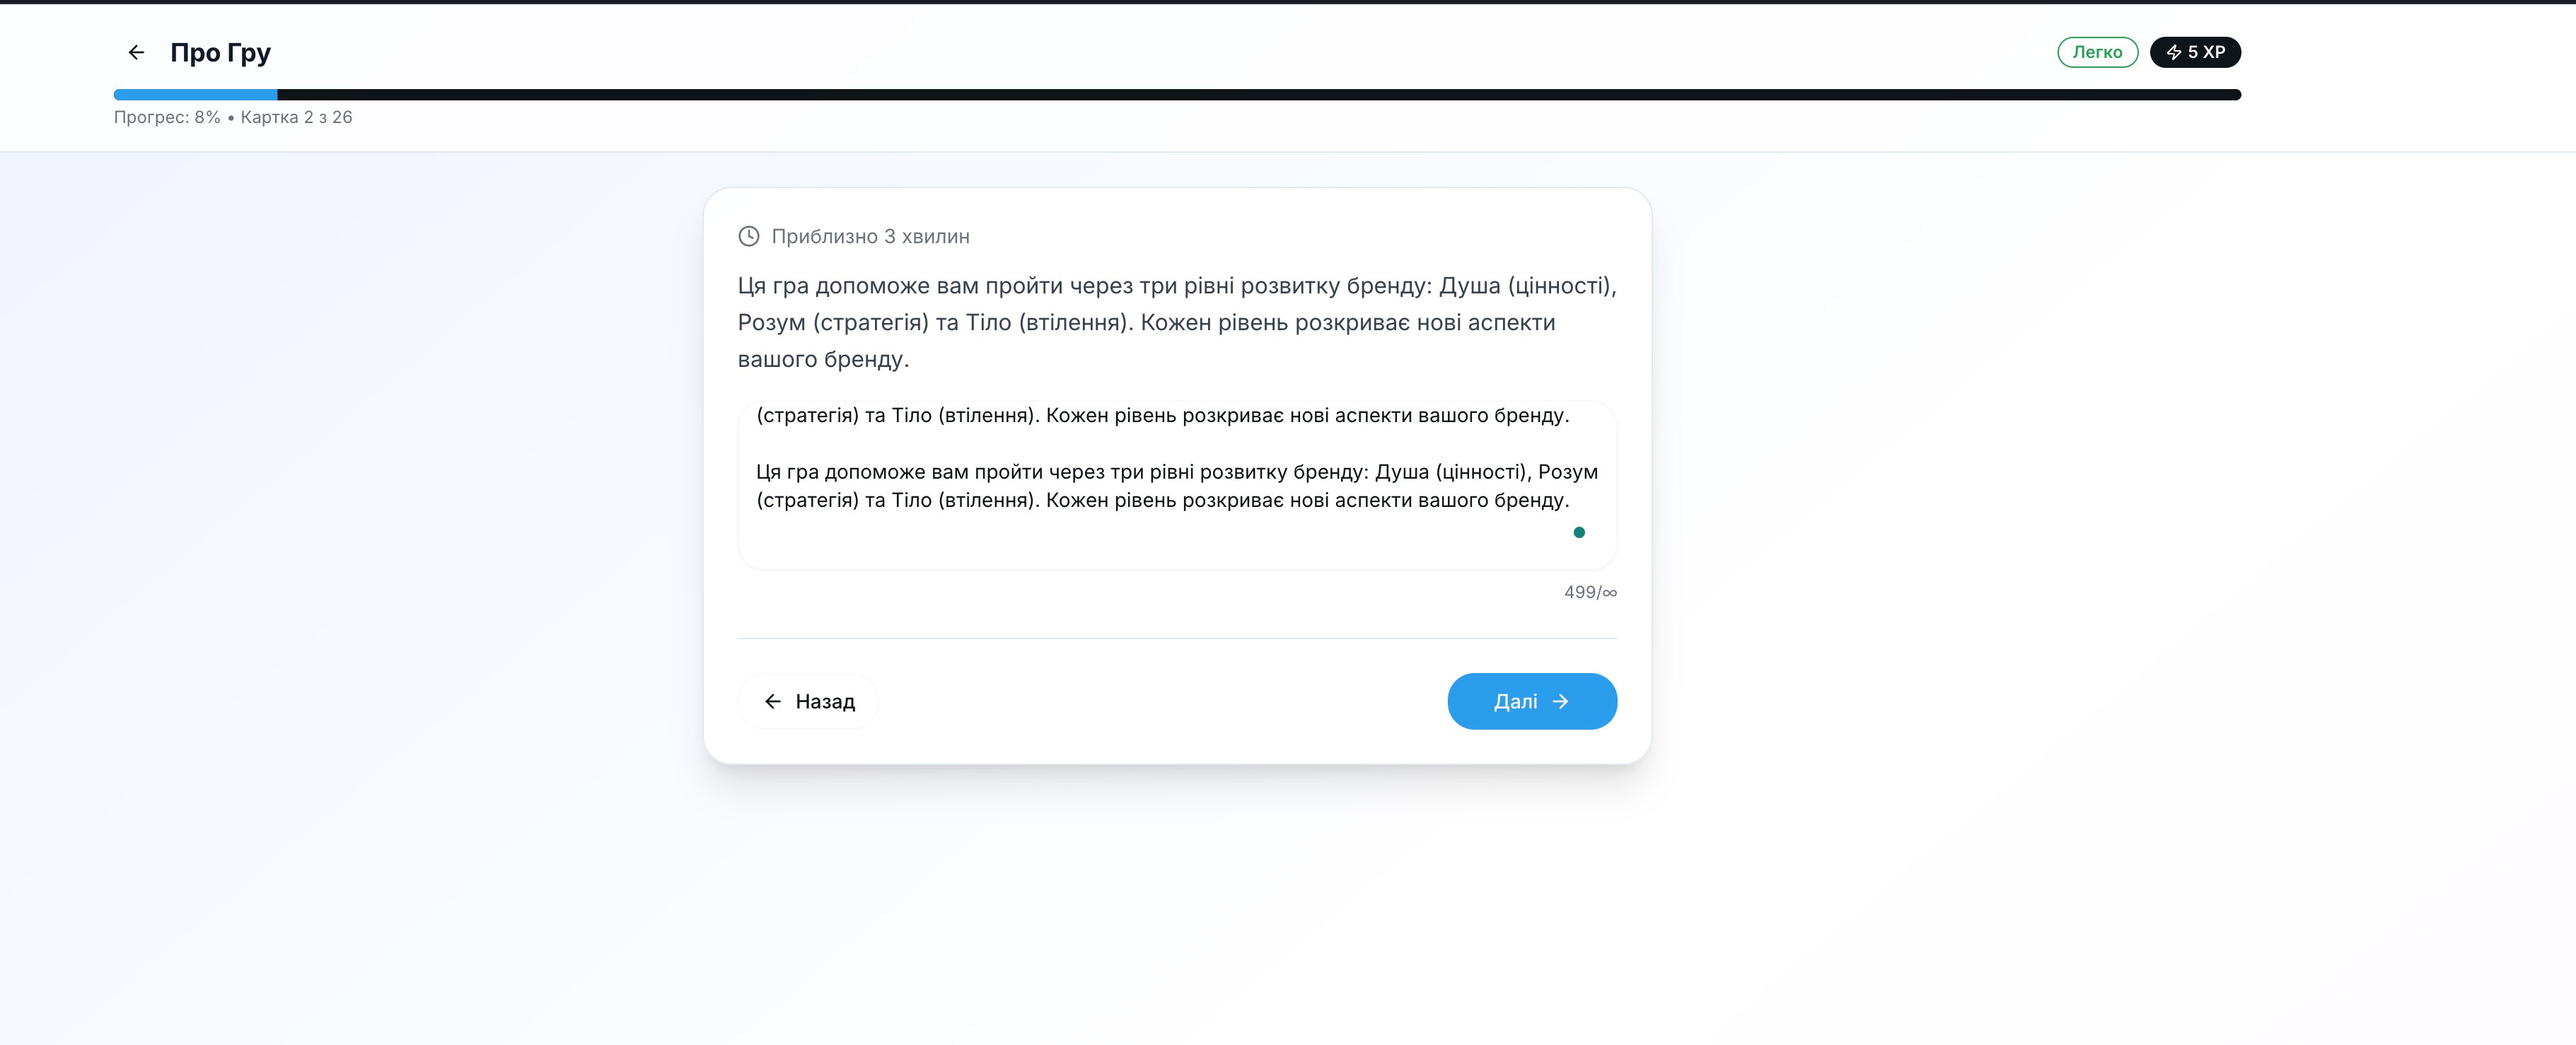 Про Гру
Легко
5 XP
Прогрес: 8% • Картка 2 з 26
Приблизно 3 хвилин
Ця гра допоможе вам пройти через три рівні розвитку бренду: Душа (цінності),
Розум (стратегія) та Тіло (втілення). Кожен рівень розкриває нові аспекти
вашого бренду.
(стратегія) та Тіло (втілення). Кожен рівень розкриває нові аспекти вашого бренду.
Ця гра допоможе вам пройти через три рівні розвитку бренду: Душа (цінності), Розум
(стратегія) та Тіло (втілення). Кожен рівень розкриває нові аспекти вашого бренду.
499/∞
Назад
Далі